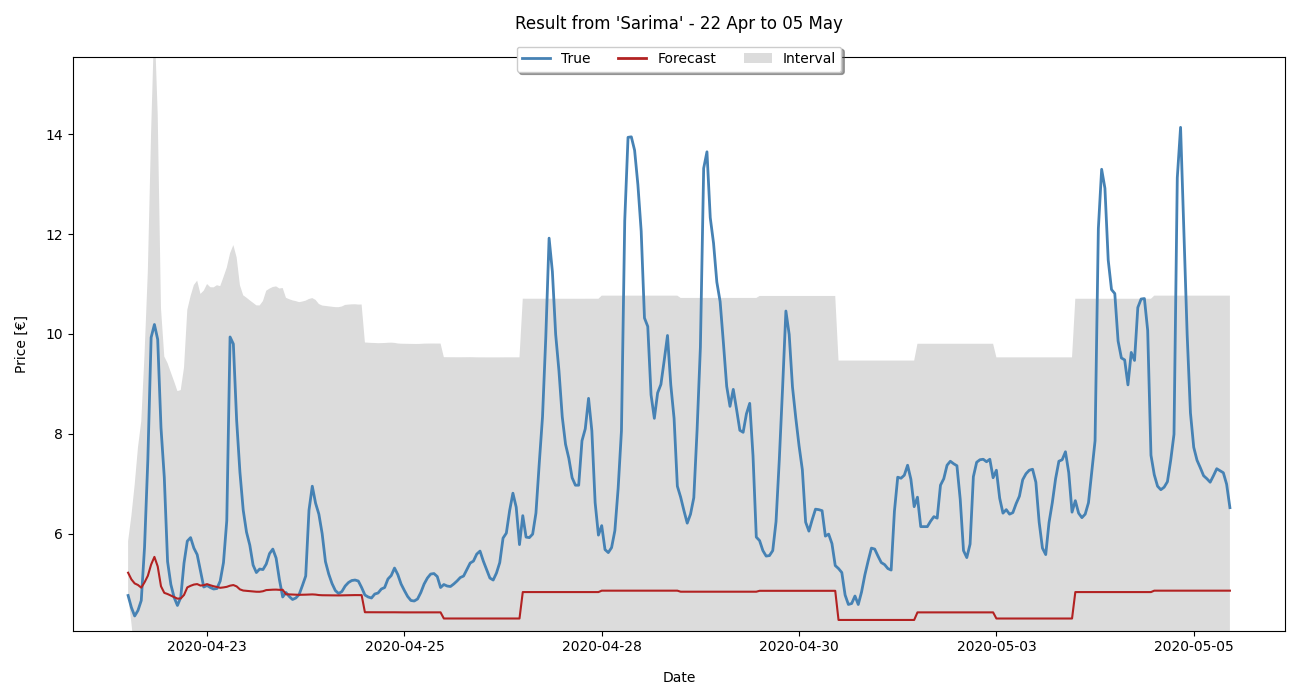 Result from 'Sarima' - 22 Apr to 05 May
True Forecast Interval
14
12
10
8
6
Price [€]
2020-04-23 2020-04-25 2020-04-28 2020-04-30 2020-05-03 2020-05-05
Date